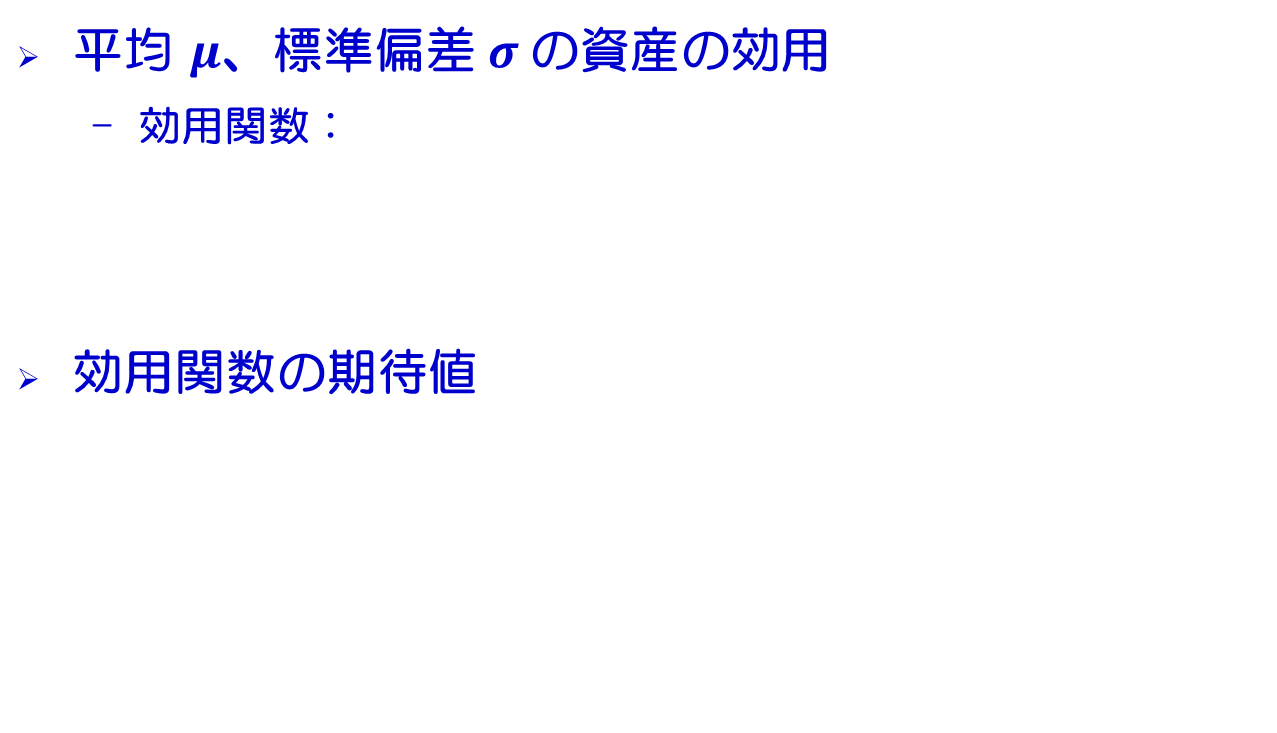 ➢ 平均 μ、標準偏差 σ の資産の効用
– 効用関数：
➢ 効用関数の期待値